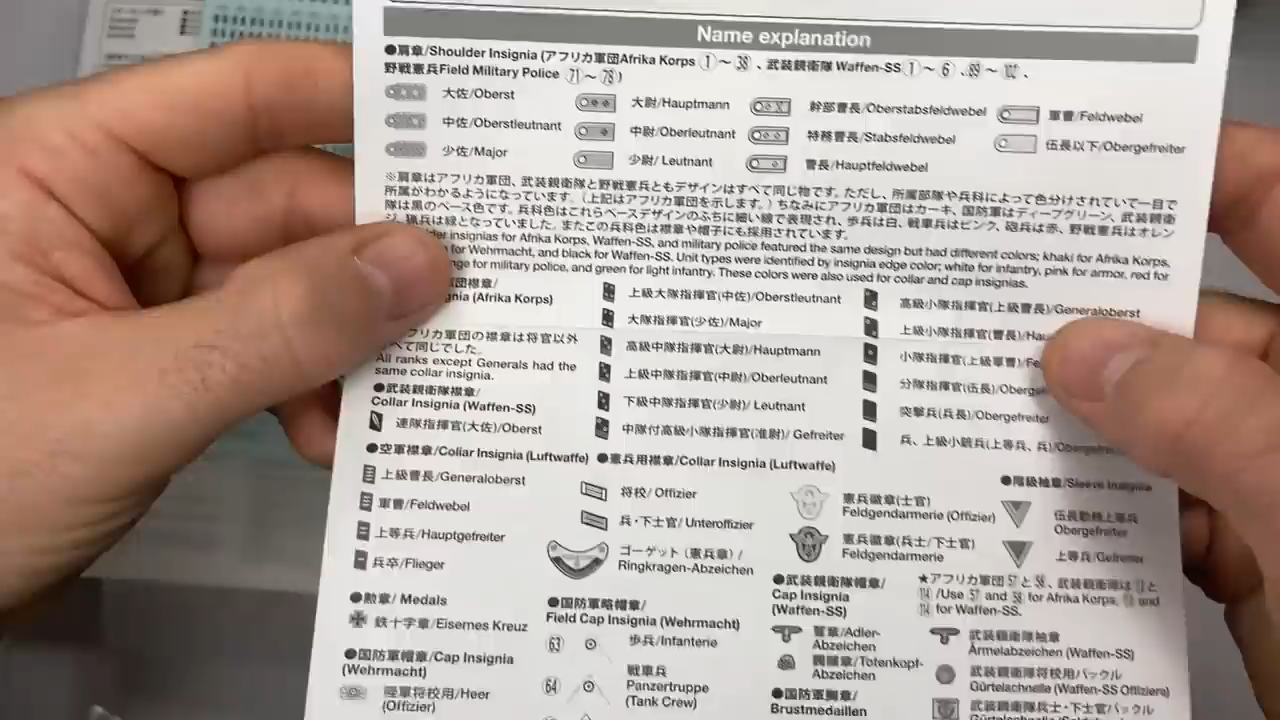 Name explanation
●肩章/Shoulder Insignia (アフリカ軍団Afrika Korps ①~㊳、武装親衛隊 Waffen-SS ①~⑥、89~102、
野戦憲兵Field Military Police 71~78)
大佐/Oberst
大尉/Hauptmann
幹部曹長/Oberstabsfeldwebel
軍曹/Feldwebel
中佐/Oberstleutnant
中尉/Oberleutnant
特務曹長/Stabsfeldwebel
伍長以下/Obergefreiter
少佐/Major
少尉/ Leutnant
曹長/Hauptfeldwebel
※肩章はアフリカ軍団、武装親衛隊と野戦憲兵ともデザインはすべて同じ物です。ただし、所属部隊や兵科によって色分けされていて一目で
所属がわかるようになっています。(上記はアフリカ軍団を示します。)ちなみにアフリカ軍団はカーキ、国防軍はディープグリーン、武装親衛
隊は黒のベース色です。兵科色はこれらベースデザインのふちに細い線で表現され、歩兵は白、戦車兵はピンク、砲兵は赤、野戦憲兵はオレン
ジ、猟兵は緑となっていました。またこの兵科色は襟章や帽子にも採用されています。
insignias for Afrika Korps, Waffen-SS, and military police featured the same design but had different colors; khaki for Afrika Korps,
for Wehrmacht, and black for Waffen-SS. Unit types were identified by insignia edge color; white for infantry, pink for armor, red for
for military police, and green for light infantry. These colors were also used for collar and cap insignias.
団襟章/
(Afrika Korps)
フリカ軍団の襟章は将官以外
べて同じでした。
All ranks except Generals had the
same collar insignia.
●武装親衛隊襟章/
Collar Insignia (Waffen-SS)
連隊指揮官(大佐)/Oberst
上級大隊指揮官(中佐)/Oberstleutnant
大隊指揮官(少佐)/Major
高級中隊指揮官(大尉)/Hauptmann
上級中隊指揮官(中尉)/Oberleutnant
下級中隊指揮官(少尉)/ Leutnant
中隊付高級小隊指揮官(准尉)/ Gefreiter
高級小隊指揮官(上級曹長)/Generaloberst
上級小隊指揮官(曹長)/
小隊指揮官(上級軍曹)/
分隊指揮官(伍長)/
突撃兵(兵長)/Obergefreiter
兵、上級小銃兵(上等兵、兵)/Obergefreiter
●空軍襟章/Collar Insignia (Luftwaffe)
上級曹長/Generaloberst
軍曹/Feldwebel
上等兵/Hauptgefreiter
兵卒/Flieger
●憲兵用襟章/Collar Insignia (Luftwaffe)
将校/ Offizier
兵・下士官/ Unteroffizier
ゴーゲット(憲兵章)/
Ringkragen-Abzeichen
憲兵徽章(士官)
Feldgendarmerie (Offizier)
憲兵徽章(兵士/下士官)
Feldgendarmerie
●階級袖章/Sleeve Insignia
伍長勤務上等兵
Obergefreiter
上等兵/Gefreiter
★アフリカ軍団57と58、武装親衛隊は と
114/Use 57 and 58 for Afrika Korps, and
114 for Waffen-SS.
●勲章/ Medals
鉄十字章/Eisernes Kreuz
●国防軍帽章/Cap Insignia
(Wehrmacht)
陸軍将校用/Heer
(Offizier)
●国防軍略帽章/
Field Cap Insignia (Wehrmacht)
63
歩兵/Infanterie
64
戦車兵
Panzertruppe
(Tank Crew)
●武装親衛隊帽章/
Cap Insignia
(Waffen-SS)
鷲章/Adler-
Abzeichen
髑髏章/Totenkopf-
Abzeichen
●国防軍胸章/
Brustmedaillen
武装親衛隊袖章
Ärmelabzeichen (Waffen-SS)
武装親衛隊将校用バックル
Gürtelschnelle (Waffen-SS Offiziere)
武装親衛隊兵士・下士官バックル